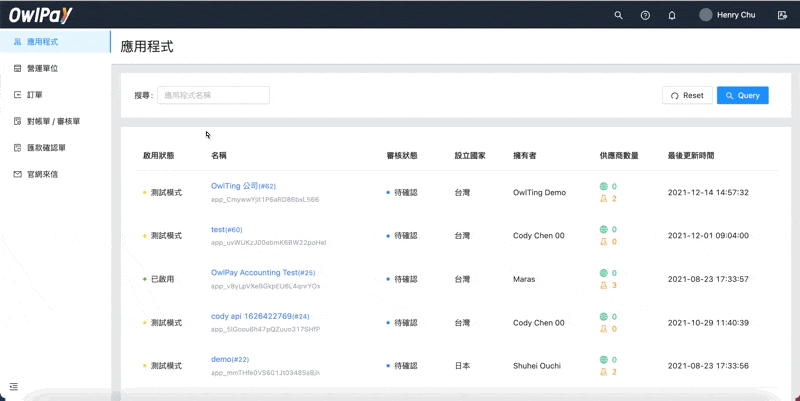 OwlPay
Henry Chu
應用程式
營運單位
訂單
對帳單 / 審核單
匯款確認單
官網來信
應用程式
搜尋 :
應用程式名稱
Reset
Query
啟用狀態 名稱 審核狀態 設立國家 擁有者 供應商數量 最後更新時間
測試模式 OwlTing 公司(#62) 待確認 台灣 OwlTing Demo 0 2021-12-14 14:57:32
2
測試模式 test(#60) 待確認 台灣 Cody Chen 00 0 2021-12-01 09:04:00
0
已啟用 OwlPay Accounting Test(#25) 待確認 台灣 Maras 0 2021-08-23 17:33:57
3
測試模式 cody api 1626422769(#24) 待確認 台灣 Cody Chen 00 0 2021-10-29 11:40:39
0
測試模式 demo(#22) 待確認 日本 Shuhei Ouchi 0 2021-08-23 17:33:56
2